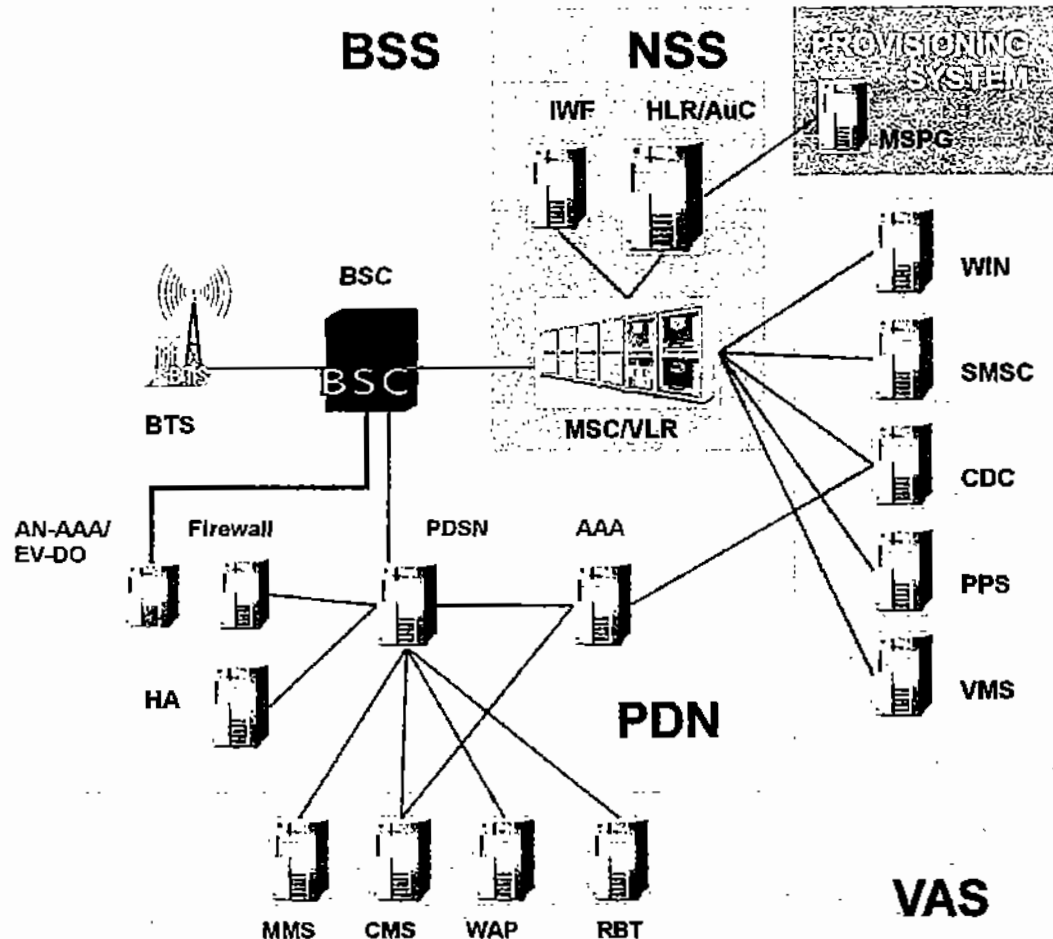 BSS
NSS
PROVISIONING
SYSTEM
IWF
HLR/AuC
MSPG
WIN
BSC
BTS
BSC
SMSC
BTS
MSC/VLR
CDC
AN-AAA/
EV-DO
Firewall
PDSN
AAA
PPS
HA
VMS
PDN
MMS
CMS
WAP
RBT
VAS